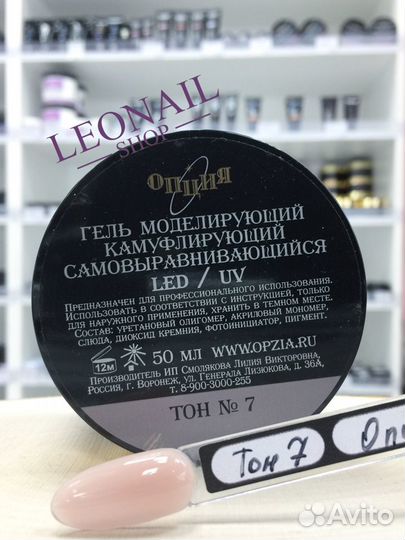 LEONAIL
SHOP
ОПЦИЯ
ГЕЛЬ МОДЕЛИРУЮЩИЙ
КАМУФЛИРУЮЩИЙ
САМОВЫРАВНИВАЮЩИЙСЯ
LED / UV
Предназначен для профессионального использования.
Использовать в соответствии с инструкцией, только
для наружного применения, хранить в темном месте.
Состав: уретановый олигомер, акриловый мономер,
слюда, диоксид кремния, фотоинициатор, пигмент.
12М 50 МЛ WWW.OPZIA.RU
Производитель ИП Смолякова Лилия Викторовна,
Россия, г. Воронеж, ул. Генерала Лизюкова, д. 36А,
т. 8-900-3000-255
ТОН № 7
Тон 7 Опц
Avito